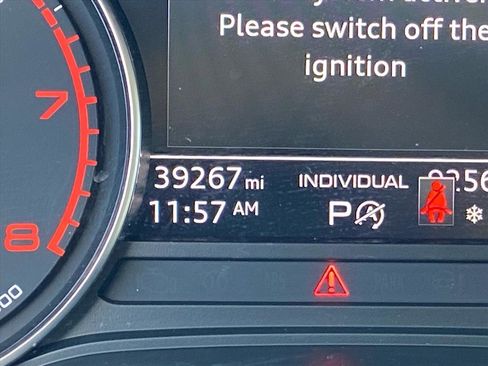 Please switch off the
ignition
7
39267 mi INDIVIDUAL
11:57 AM P
8